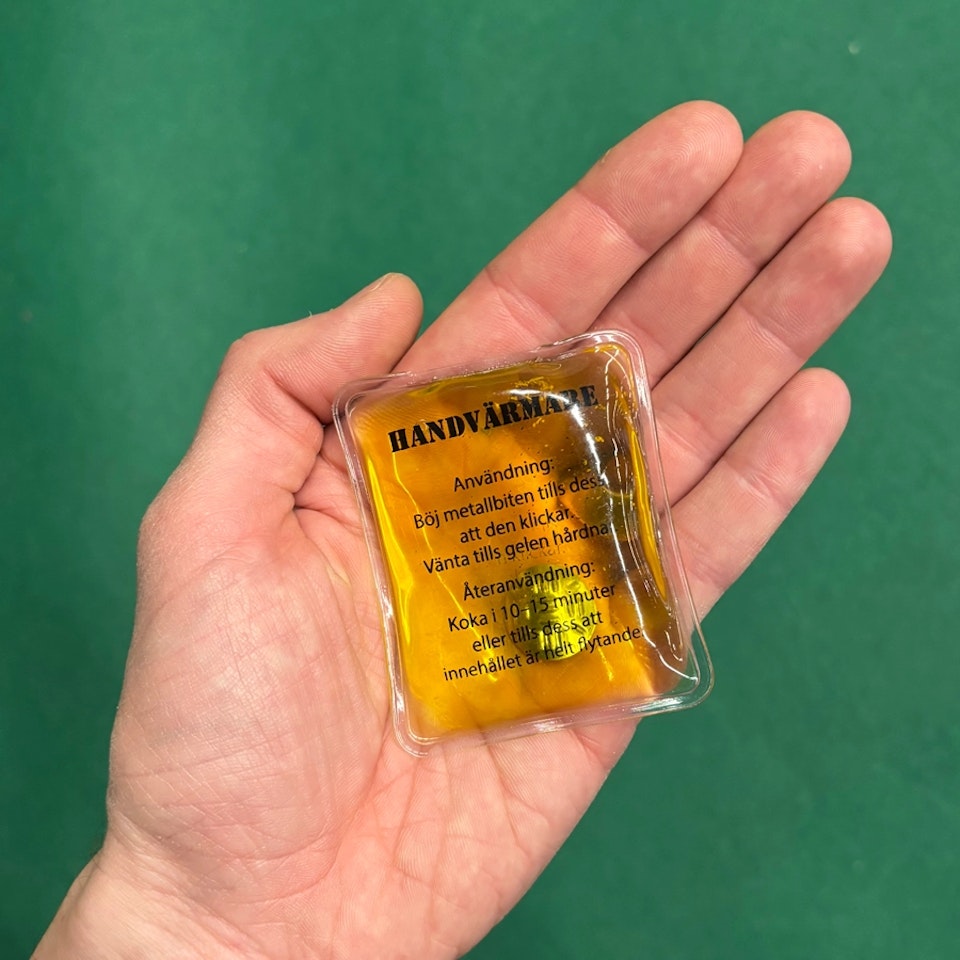 HANDVÄRMARE
Användning:
Böj metallbiten tills dess
att den klickar.
Vänta tills gelen hårdnar
Återanvändning:
Koka i 10–15 minuter
eller tills dess att
innehållet är helt flytande.